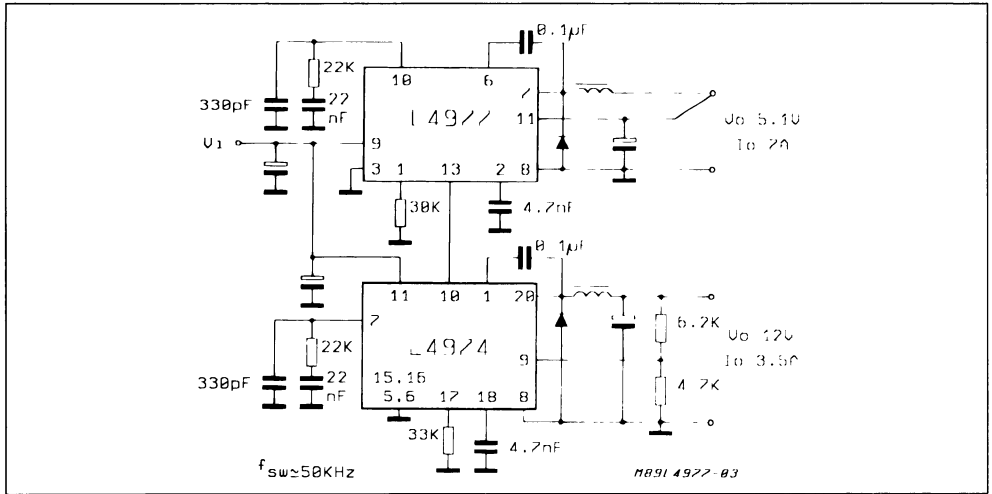 0.1µF
22K
10
6
330pF
22
nF
L4977
7
11
Vo 5.1V
Io 7A
Vi
9
3
1
13
2
8
30K
4.7nF
0.1µF
11
10
1
20
7
22K
L4974
6.2K
Vo 12V
Io 3.5A
9
330pF
22
nF
15.16
5.6
17
18
8
4.7K
33K
4.7nF
fsw≃50KHz
M89L4977-03